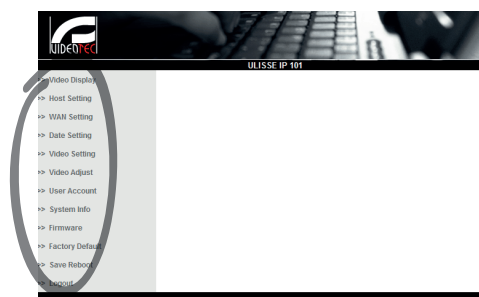 VIDEOTEC
ULISSE IP 101
>> Video Display
>> Host Setting
>> WAN Setting
>> Date Setting
>> Video Setting
>> Video Adjust
>> User Account
>> System Info
>> Firmware
>> Factory Default
>> Save Reboot
>> Logout